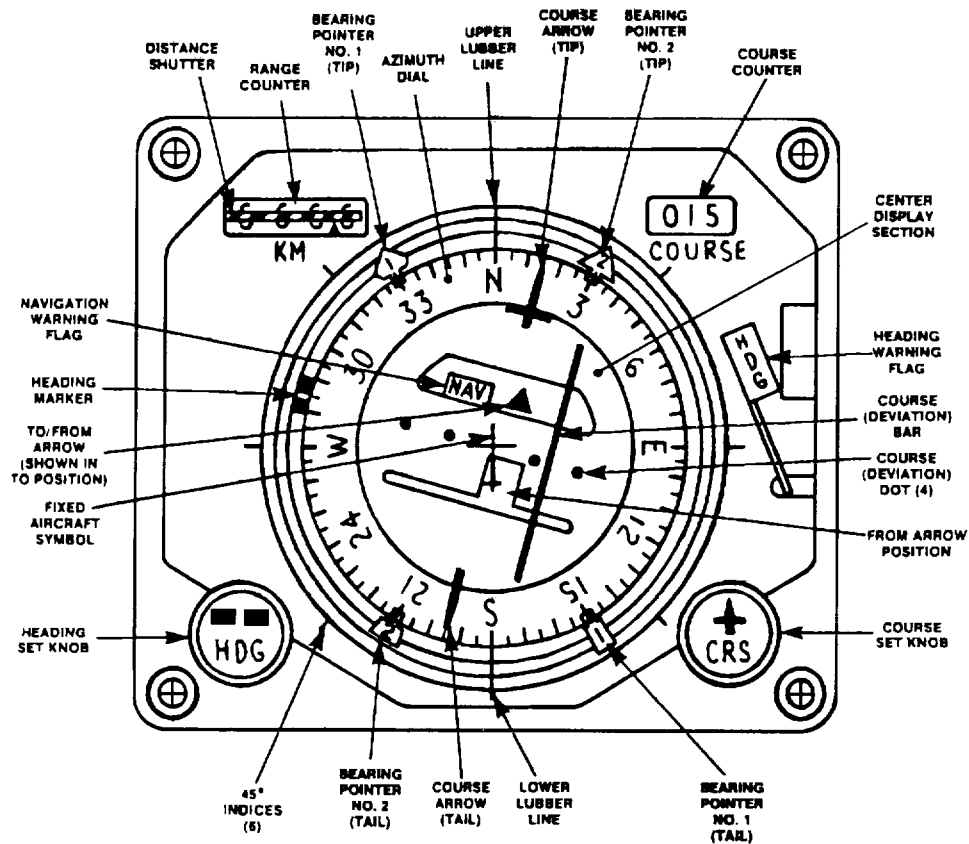 BEARING
POINTER
NO. 1
(TIP)
UPPER
LUBBER
LINE
COURSE
ARROW
(TIP)
BEARING
POINTER
NO. 2
(TIP)
DISTANCE
SHUTTER
RANGE
COUNTER
AZIMUTH
DIAL
COURSE
COUNTER
KM
015
COURSE
CENTER
DISPLAY
SECTION
1
2
N
33
3
30
6
W
E
24
12
21
15
S
2
1
NAV
HDG
NAVIGATION
WARNING
FLAG
HEADING
MARKER
TO/FROM
ARROW
(SHOWN IN
TO POSITION)
FIXED
AIRCRAFT
SYMBOL
HEADING
WARNING
FLAG
COURSE
(DEVIATION)
BAR
COURSE
(DEVIATION)
DOT (4)
FROM ARROW
POSITION
HEADING
SET KNOB
HDG
CRS
COURSE
SET KNOB
45°
INDICES
(6)
BEARING
POINTER
NO. 2
(TAIL)
COURSE
ARROW
(TAIL)
LOWER
LUBBER
LINE
BEARING
POINTER
NO. 1
(TAIL)